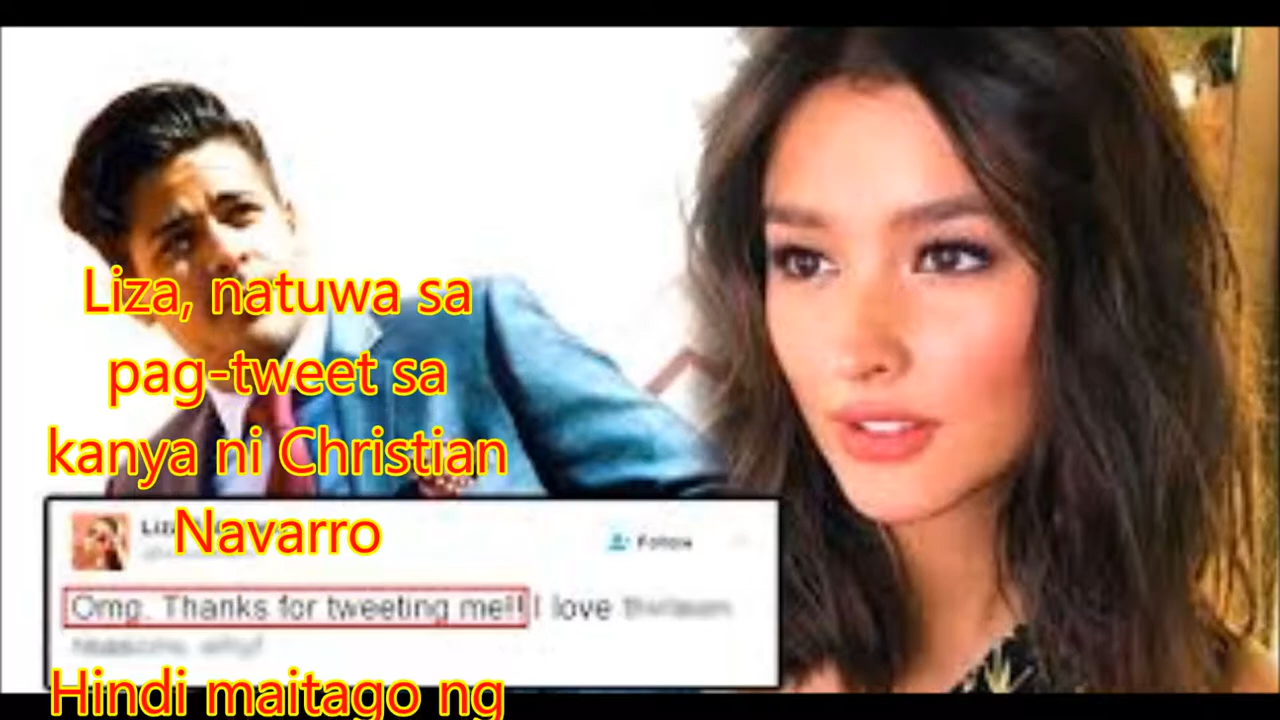 Liza, natuwa sa
pag-tweet sa
kanya ni Christian
Navarro
Follow
Omg. Thanks for tweeting me!! I love
Hindi maitago ng